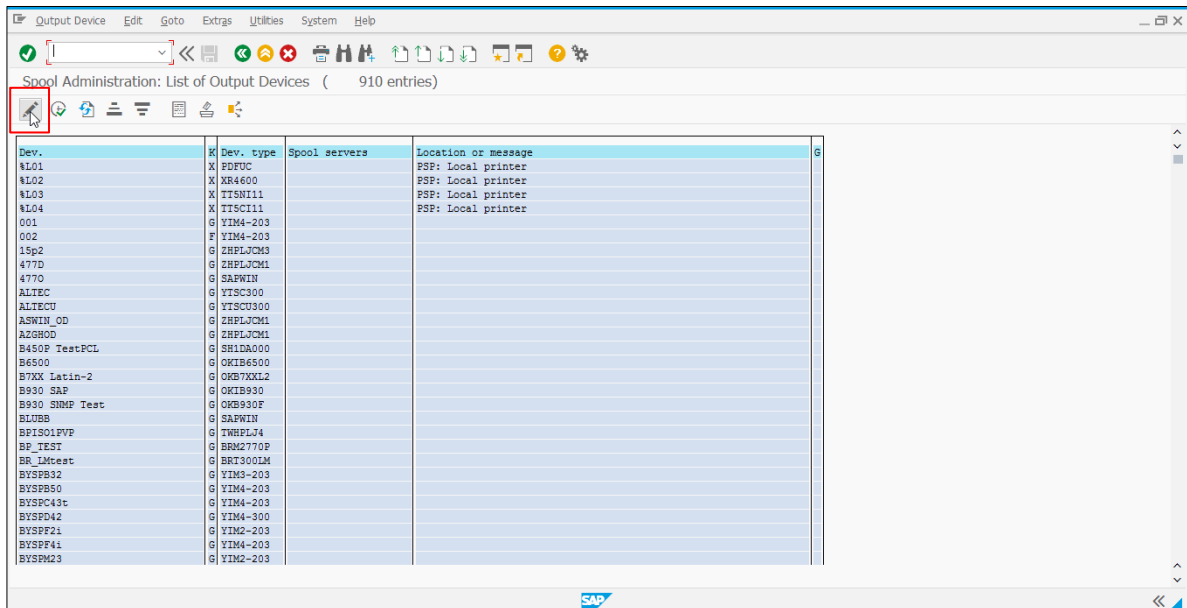 Output Device Edit Goto Extras Utilities System Help
Spool Administration: List of Output Devices ( 910 entries)
Dev. K Dev. type Spool servers Location or message G
%L01 X PDFUC PSP: Local printer
%L02 X XR4600 PSP: Local printer
%L03 X TT5NI11 PSP: Local printer
%L04 X TT5CI11 PSP: Local printer
001 G YIM4-203
002 F YIM4-203
15p2 G ZHPLJCM3
477D G ZHPLJCM1
477O G SAPWIN
ALTEC G YTSC300
ALTECU G YTSCU300
ASWIN_OD G ZHPLJCM1
AZGHOD G ZHPLJCM1
B450P TestPCL G SH1DA000
B6500 G OKIB6500
B7XX Latin-2 G OKB7XXL2
B930 SAP G OKIB930
B930 SNMP Test G OKB930F
BLUBB G SAPWIN
BPISO1PVP G TWHPLJ4
BP_TEST G BRM2770P
BR_LMtest G BRT300LM
BYSPB32 G YIM3-203
BYSPB50 G YIM4-203
BYSPC43t G YIM4-203
BYSPD42 G YIM4-300
BYSPF2i G YIM2-203
BYSPF4i G YIM4-203
BYSPM23 G YIM2-203
SAP